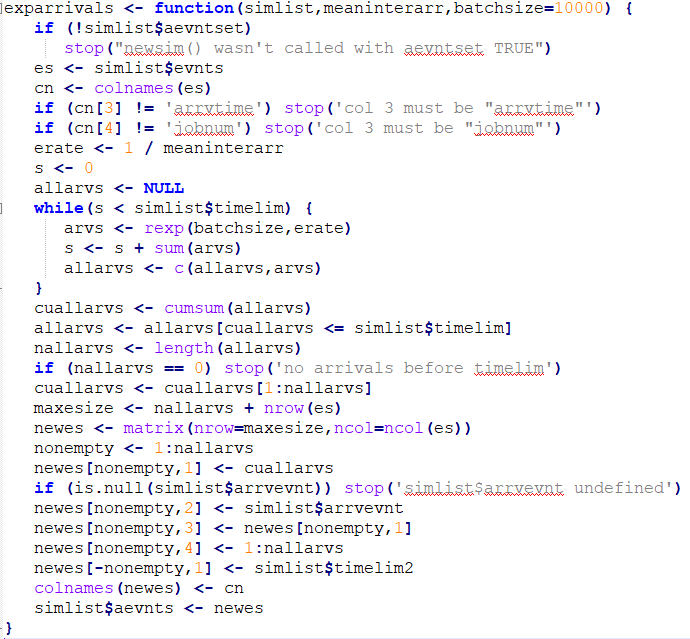 exparrivals <- function(simlist,meaninterarr,batchsize=10000) {
   if (!simlist$aevntset)
      stop("newsim() wasn't called with aevntset TRUE")
   es <- simlist$evnts
   cn <- colnames(es)
   if (cn[3] != 'arrvtime') stop('col 3 must be "arrvtime"')
   if (cn[4] != 'jobnum') stop('col 3 must be "jobnum"')
   erate <- 1 / meaninterarr
   s <- 0
   allarvs <- NULL
   while(s < simlist$timelim) {
      arvs <- rexp(batchsize,erate)
      s <- s + sum(arvs)
      allarvs <- c(allarvs,arvs)
   }
   cuallarvs <- cumsum(allarvs)
   allarvs <- allarvs[cuallarvs <= simlist$timelim]
   nallarvs <- length(allarvs)
   if (nallarvs == 0) stop('no arrivals before timelim')
   cuallarvs <- cuallarvs[1:nallarvs]
   maxesize <- nallarvs + nrow(es)
   newes <- matrix(nrow=maxesize,ncol=ncol(es))
   nonempty <- 1:nallarvs
   newes[nonempty,1] <- cuallarvs
   if (is.null(simlist$arrvevnt)) stop('simlist$arrvevnt undefined')
   newes[nonempty,2] <- simlist$arrvevnt
   newes[nonempty,3] <- newes[nonempty,1]
   newes[nonempty,4] <- 1:nallarvs
   newes[-nonempty,1] <- simlist$timelim2
   colnames(newes) <- cn
   simlist$aevnts <- newes
}